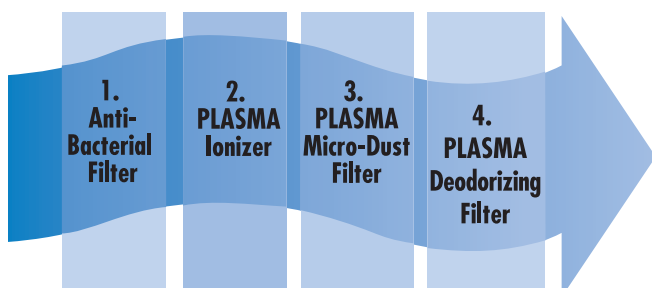 1.
Anti-
Bacterial
Filter
2.
PLASMA
Ionizer
3.
PLASMA
Micro-Dust
Filter
4.
PLASMA
Deodorizing
Filter